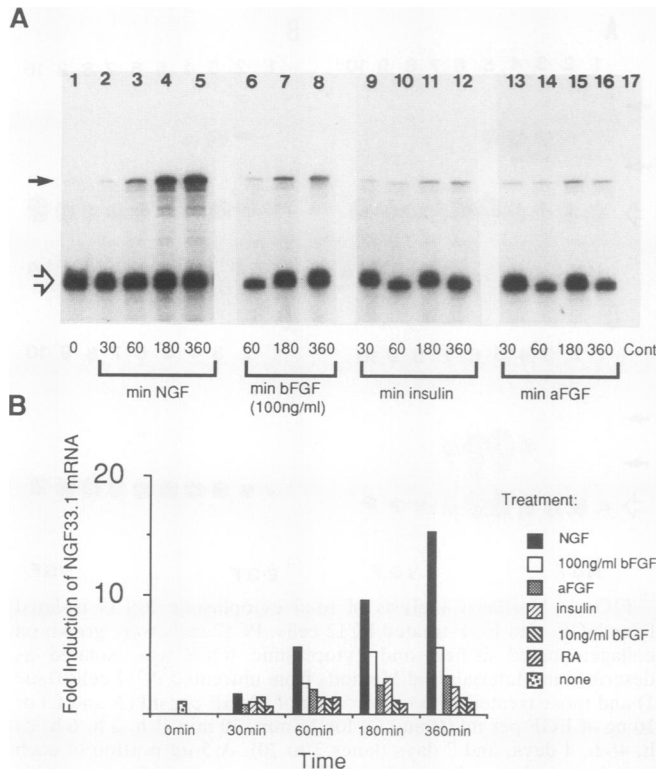 A
1 2 3 4 5 6 7 8 9 10 11 12 13 14 15 16 17
0 30 60 180 360 60 180 360 30 60 180 360 30 60 180 360 Cont
min NGF min bFGF min insulin min aFGF
(100ng/ml)
B
Fold Induction of NGF33.1 mRNA
20
10
Treatment:
NGF
100ng/ml bFGF
aFGF
insulin
10ng/ml bFGF
RA
none
0min 30min 60min 180min 360min
Time